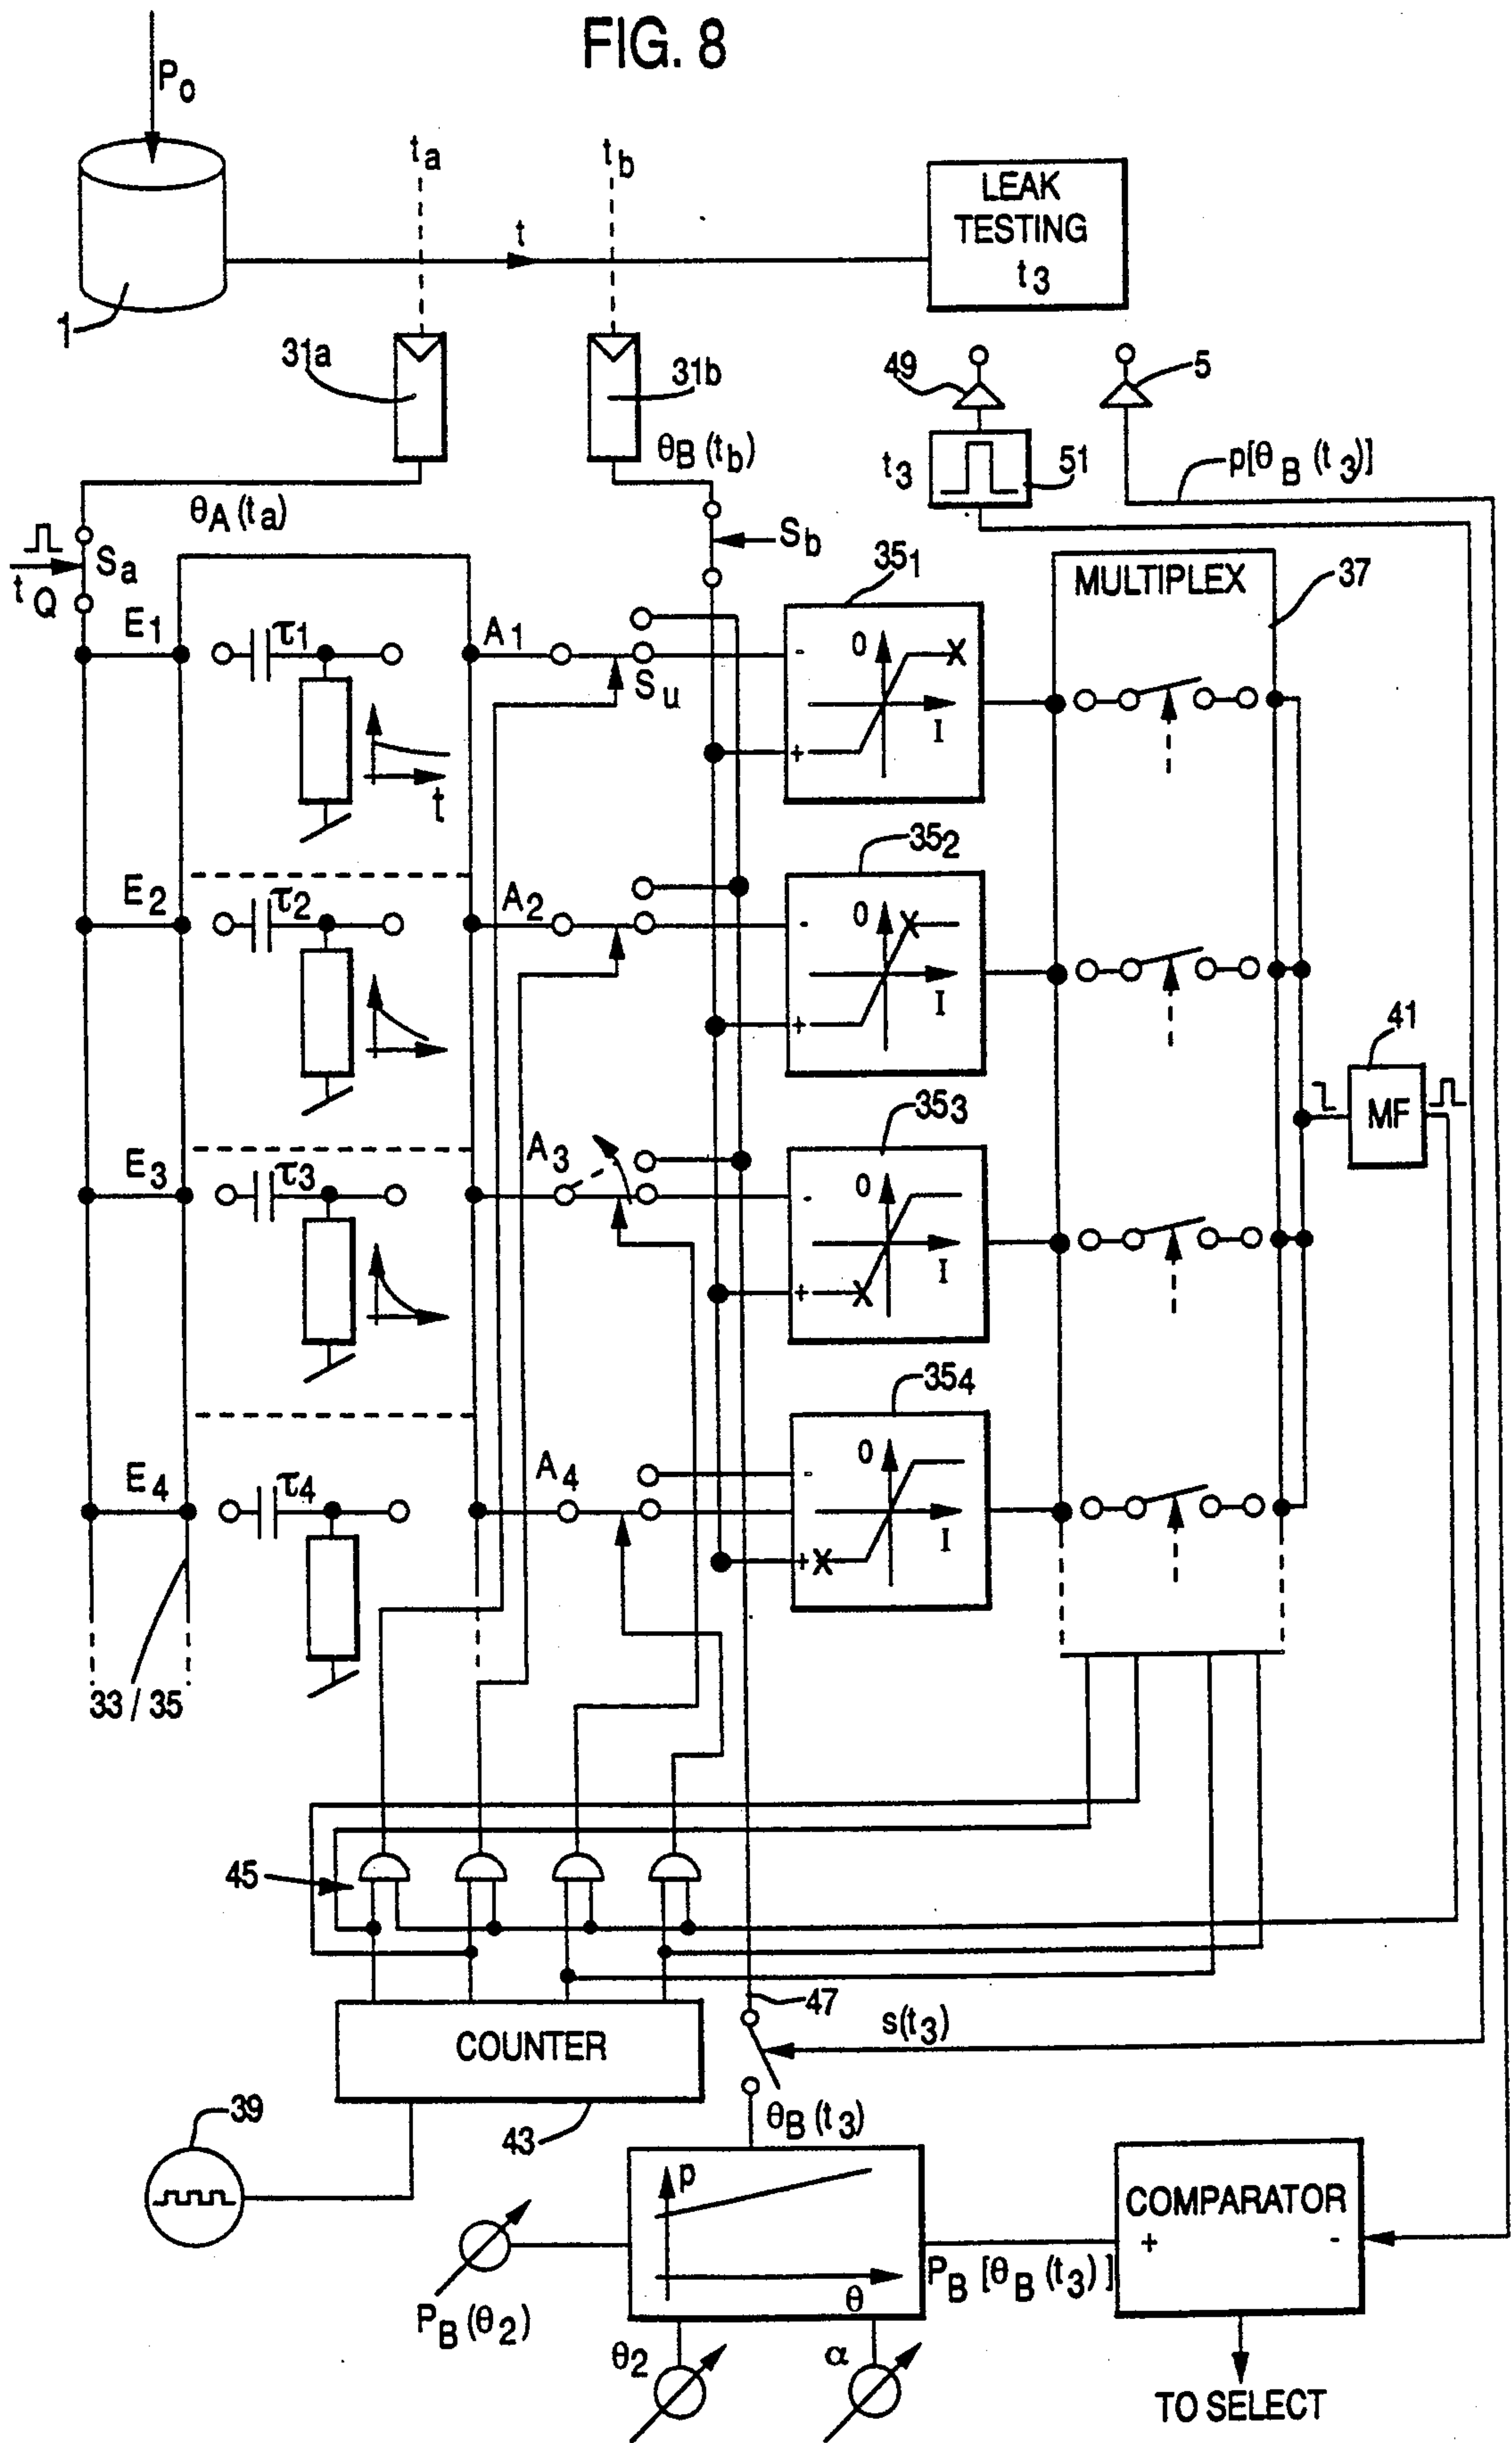 FIG. 8
Po
ta
tb
LEAK
TESTING
t3
t
1
31a
31b
49
5
θB (tb)
t3
51
p[θB (t3)]
θA (ta)
Sa
tQ
Sb
351
MULTIPLEX
37
E1
τ1
A1
Su
-
0
I
+
t
352
E2
τ2
A2
-
0
I
+
41
MF
353
E3
τ3
A3
-
0
I
+
354
E4
τ4
A4
-
0
I
+
33 / 35
45
47
s(t3)
COUNTER
39
43
θB (t3)
p
θ
COMPARATOR
+ -
PB (θ2)
PB [θB (t3)]
θ2
α
TO SELECT